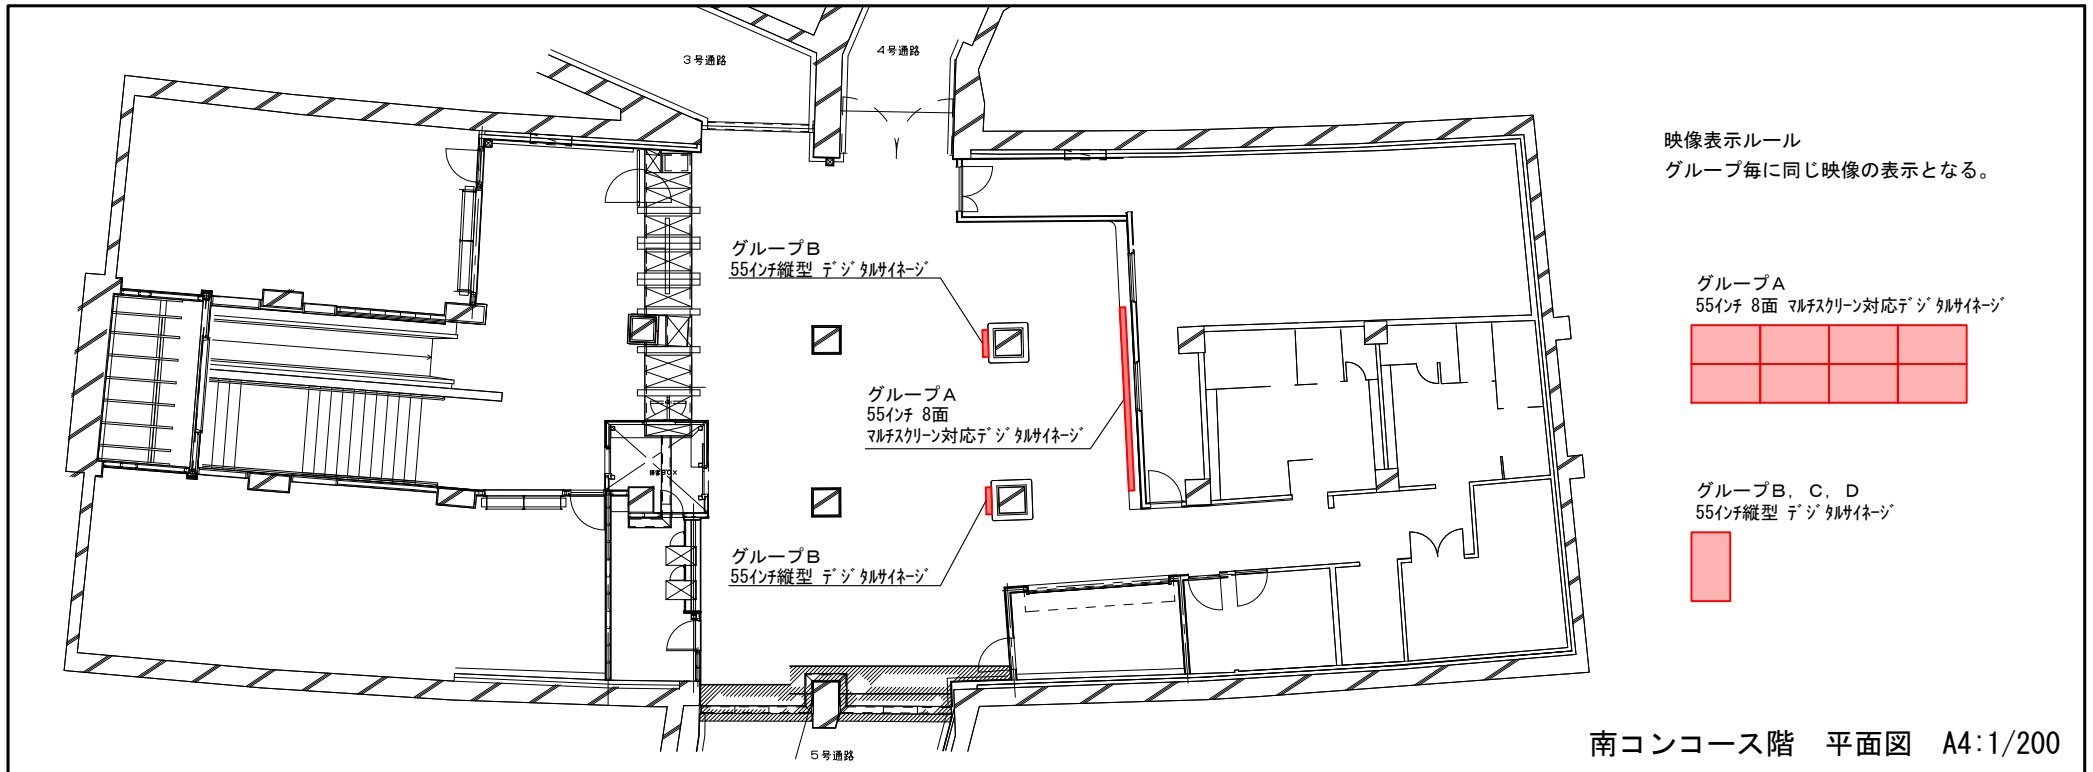 3号通路
4号通路
映像表示ルール
グループ毎に同じ映像の表示となる。
グループB
55インチ縦型 デジタルサイネージ
グループA
55インチ 8面 マルチスクリーン対応デジタルサイネージ
グループA
55インチ 8面
マルチスクリーン対応デジタルサイネージ
グループB, C, D
55インチ縦型 デジタルサイネージ
グループB
55インチ縦型 デジタルサイネージ
5号通路
南コンコース階 平面図 A4:1/200